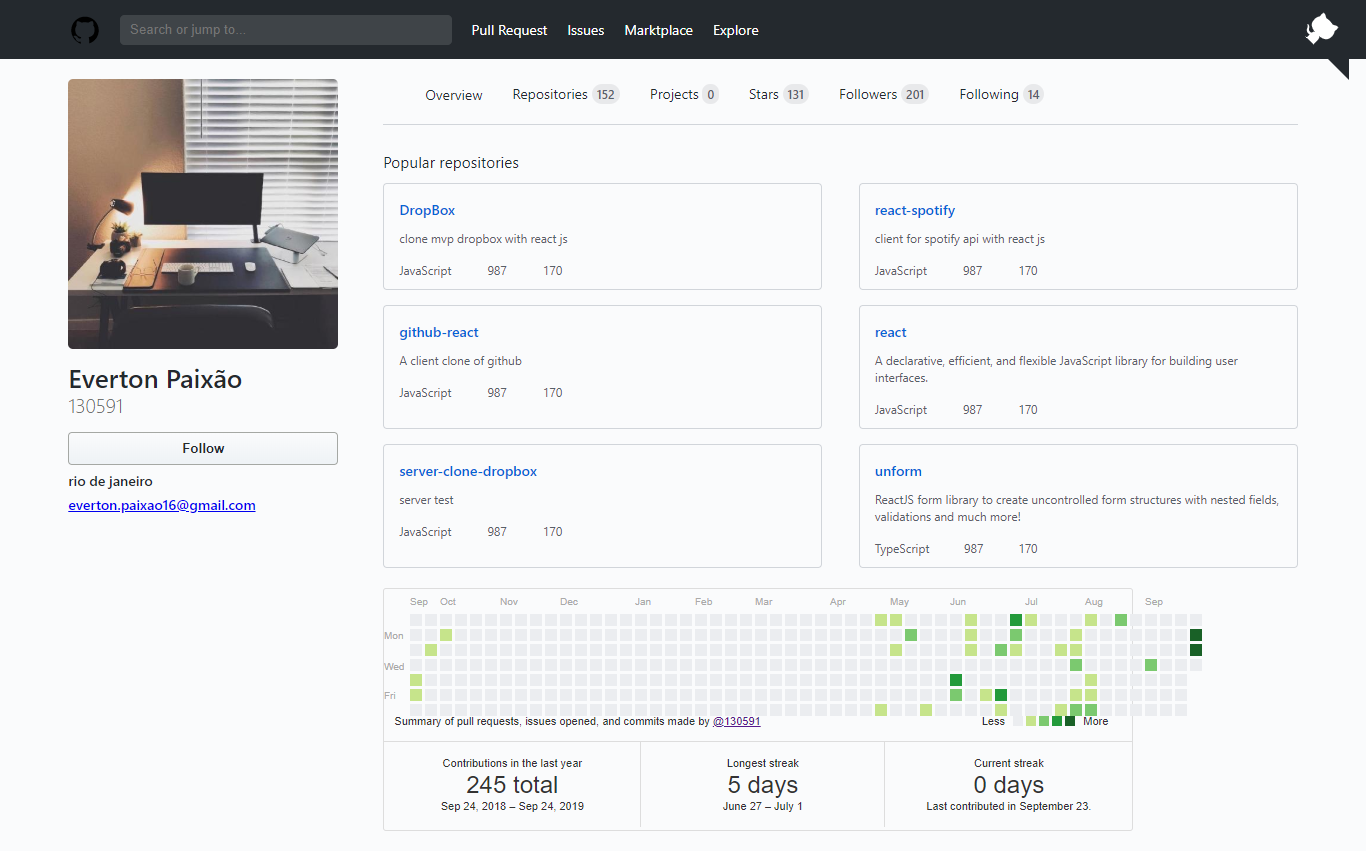 Search or jump to...
Pull Request Issues Marktplace Explore
Overview Repositories 152 Projects 0 Stars 131 Followers 201 Following 14
Everton Paixão
130591
Follow
rio de janeiro
everton.paixao16@gmail.com
Popular repositories
DropBox
clone mvp dropbox with react js
JavaScript 987 170
react-spotify
client for spotify api with react js
JavaScript 987 170
github-react
A client clone of github
JavaScript 987 170
react
A declarative, efficient, and flexible JavaScript library for building user
interfaces.
JavaScript 987 170
server-clone-dropbox
server test
JavaScript 987 170
unform
ReactJS form library to create uncontrolled form structures with nested fields,
validations and much more!
TypeScript 987 170
Sep Oct Nov Dec Jan Feb Mar Apr May Jun Jul Aug Sep
Mon
Wed
Fri
Summary of pull requests, issues opened, and commits made by @130591
Less More
Contributions in the last year
245 total
Sep 24, 2018 – Sep 24, 2019
Longest streak
5 days
June 27 – July 1
Current streak
0 days
Last contributed in September 23.